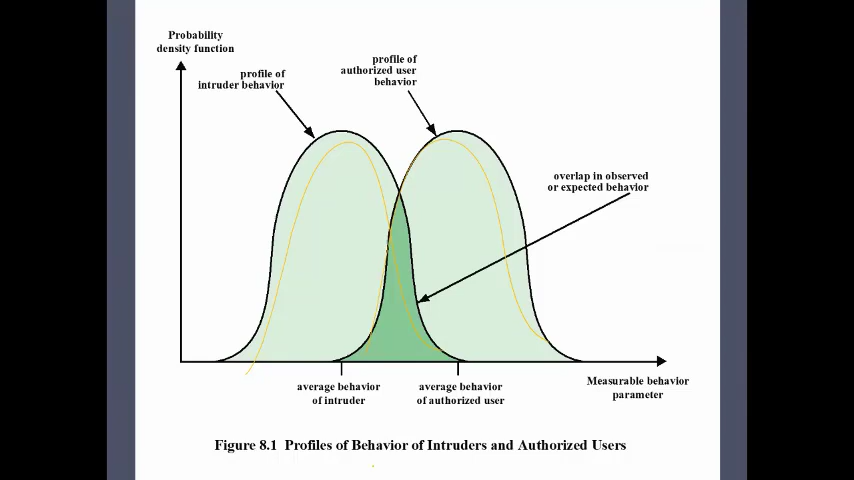 Probability
density function
profile of
intruder behavior
profile of
authorized user
behavior
overlap in observed
or expected behavior
average behavior
of intruder
average behavior
of authorized user
Measurable behavior
parameter
Figure 8.1 Profiles of Behavior of Intruders and Authorized Users